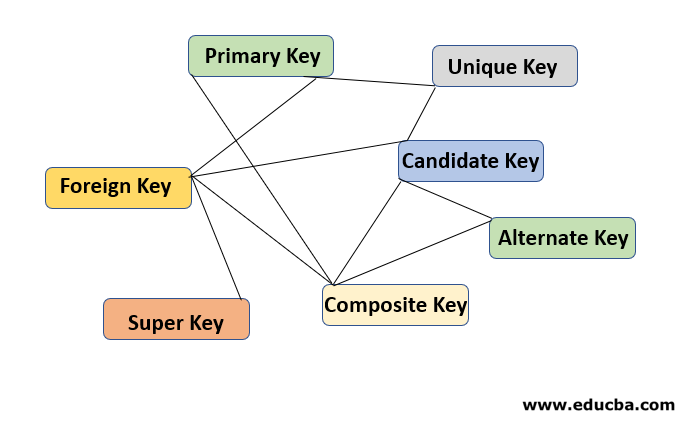 Primary Key
Unique Key
Candidate Key
Foreign Key
Alternate Key
Composite Key
Super Key
www.educba.com